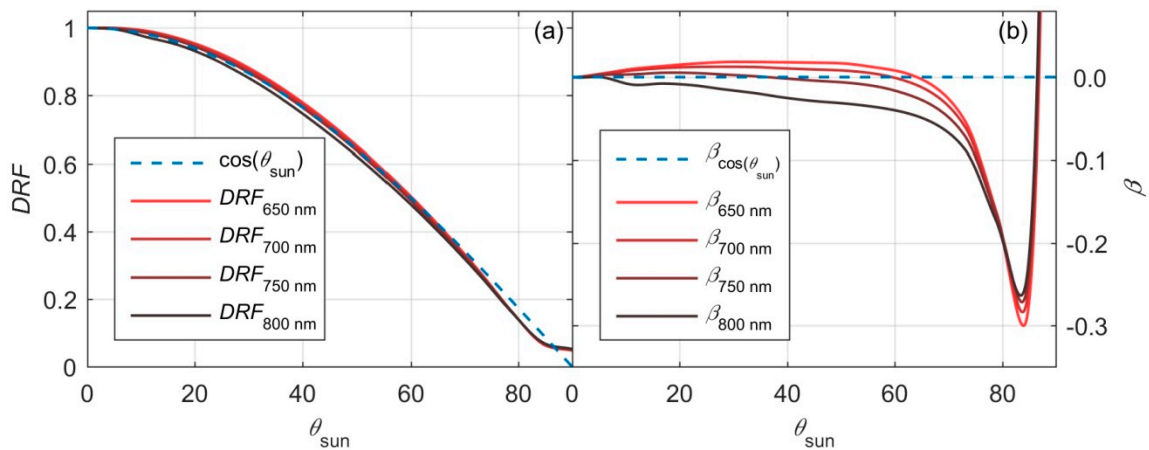 (a)
DRF
1
0.8
0.6
0.4
0.2
0
cos(θsun)
DRF650 nm
DRF700 nm
DRF750 nm
DRF800 nm
0 20 40 60 80
θsun
(b)
βcos(θsun)
β650 nm
β700 nm
β750 nm
β800 nm
0.0
-0.1
-0.2
-0.3
β
0 20 40 60 80
θsun